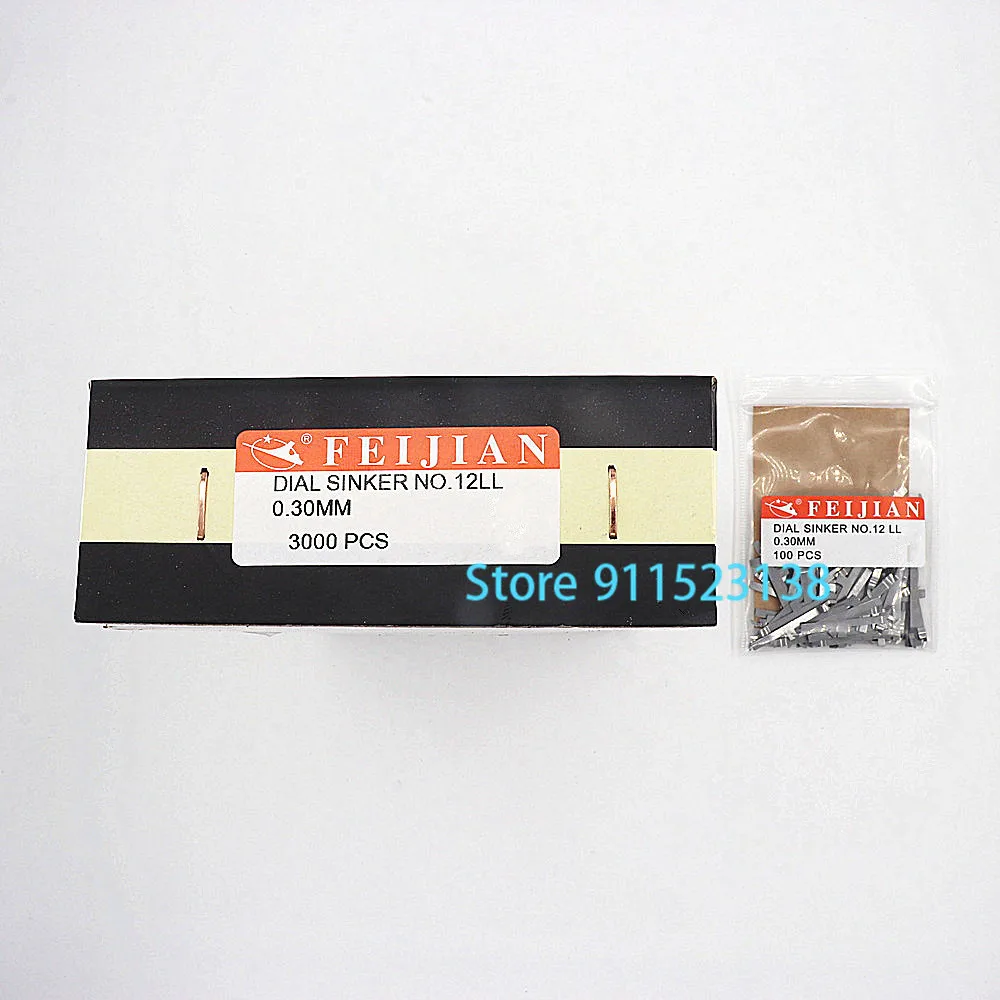 ® FEIJIAN
DIAL SINKER NO.12LL
0.30MM
3000 PCS
FEIJIAN
DIAL SINKER NO.12 LL
0.30MM
100 PCS
Store 911523138